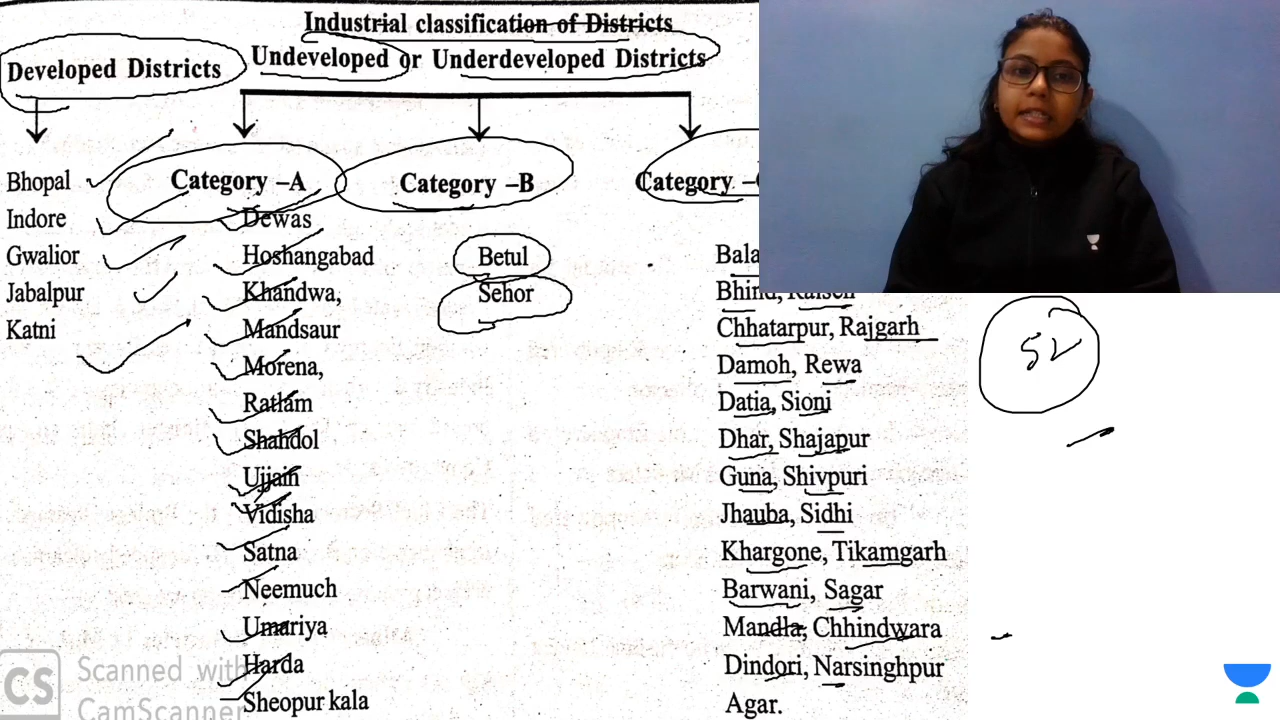 Industrial classification of Districts
Developed Districts
Undeveloped or Underdeveloped Districts
Bhopal
Indore
Gwalior
Jabalpur
Katni
Category -A
Dewas
Hoshangabad
Khandwa,
Mandsaur
Morena,
Ratlam
Shahdol
Ujjain
Vidisha
Satna
Neemuch
Umariya
Harda
Sheopur kala
Category -B
Betul
Sehor
Category
Bala
Bhind, Raisen
Chhatarpur, Rajgarh
Damoh, Rewa
Datia, Sioni
Dhar, Shajapur
Guna, Shivpuri
Jhauba, Sidhi
Khargone, Tikamgarh
Barwani, Sagar
Mandla, Chhindwara
Dindori, Narsinghpur
Agar.
52
CS
Scanned with
CamScanner